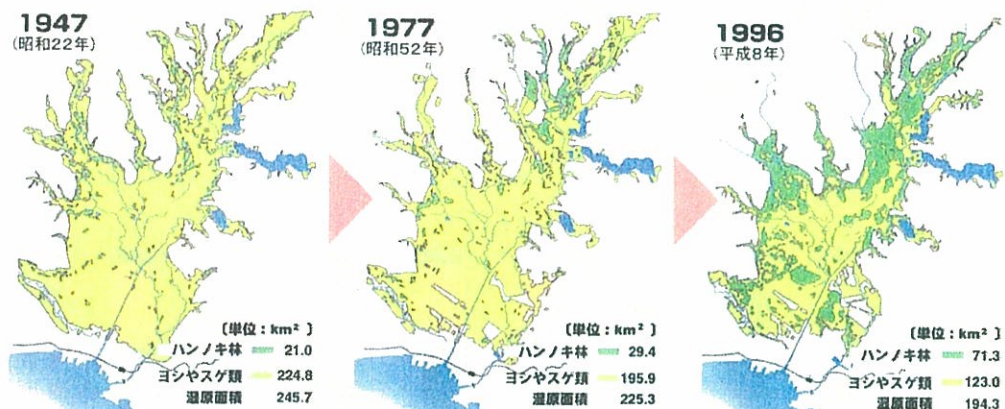 1947
(昭和22年)
〔単位：km²〕
ハンノキ林 21.0
ヨシやスゲ類 224.8
湿原面積 245.7
1977
(昭和52年)
〔単位：km²〕
ハンノキ林 29.4
ヨシやスゲ類 195.9
湿原面積 225.3
1996
(平成8年)
〔単位：km²〕
ハンノキ林 71.3
ヨシやスゲ類 123.0
湿原面積 194.3